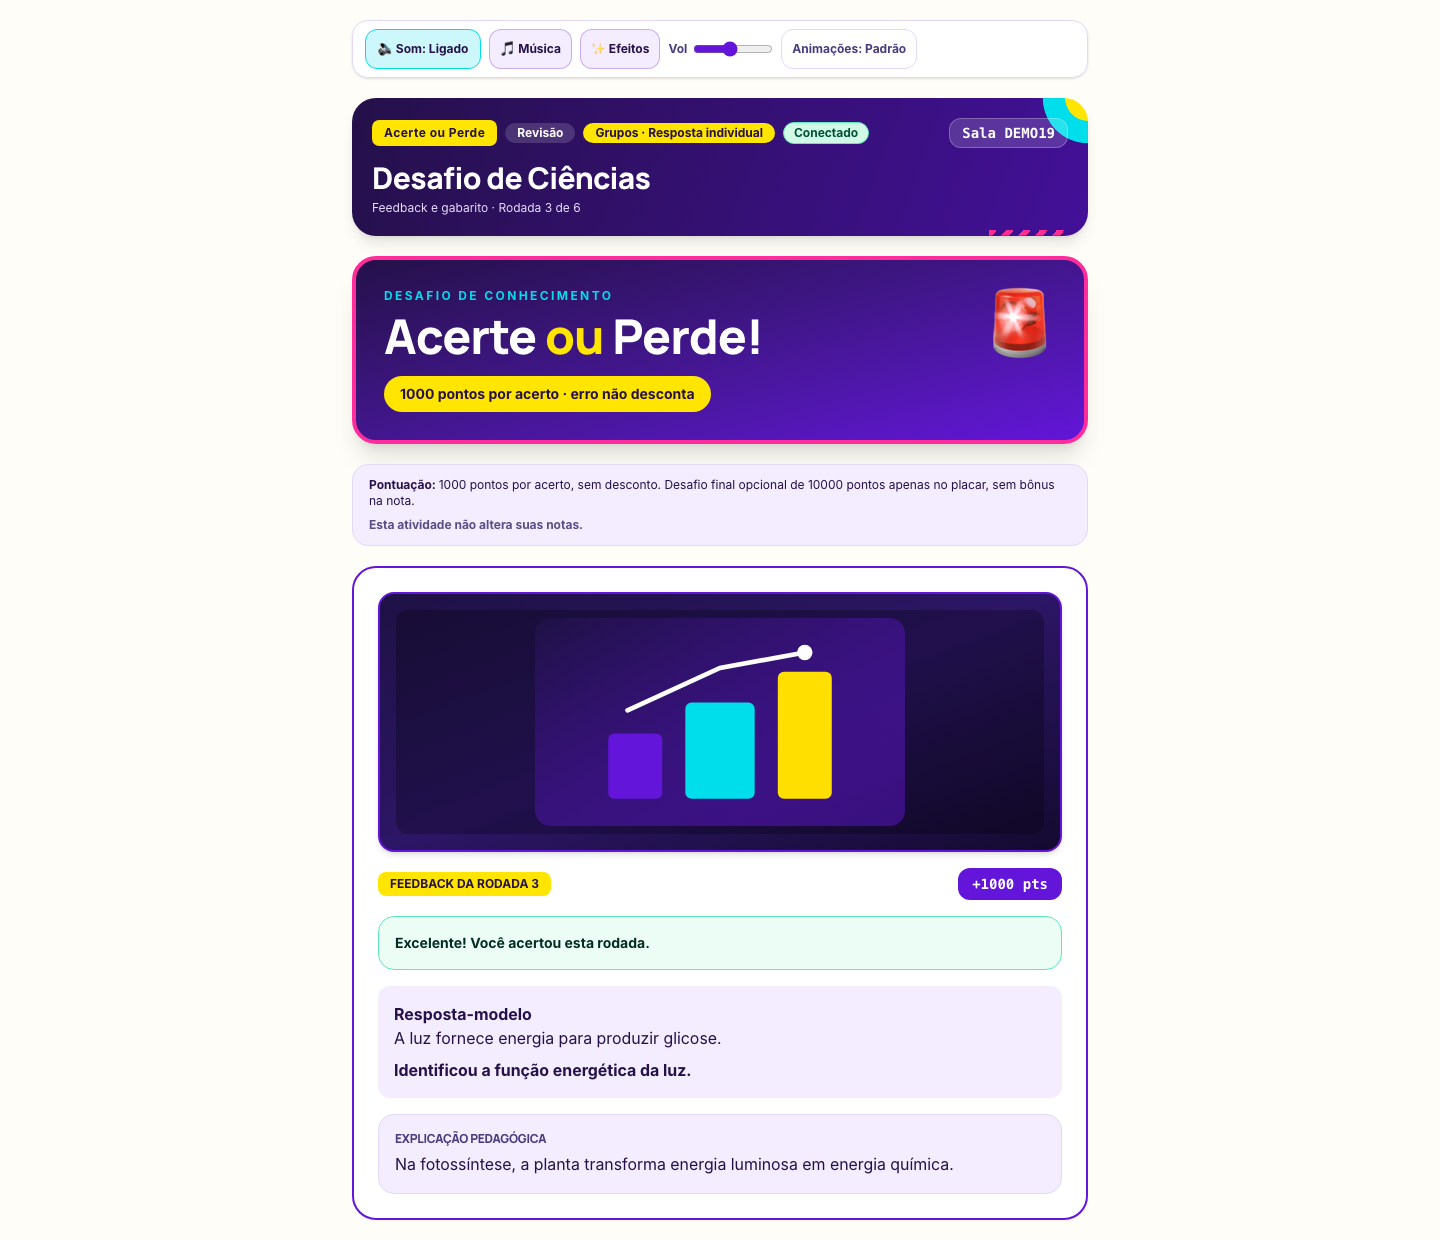 🔊 Som: Ligado 🎵 Música ✨ Efeitos Vol Animações: Padrão
Acerte ou Perde Revisão Grupos · Resposta individual Conectado Sala DEMO19
Desafio de Ciências
Feedback e gabarito · Rodada 3 de 6
DESAFIO DE CONHECIMENTO
Acerte ou Perde!
1000 pontos por acerto · erro não desconta
Pontuação: 1000 pontos por acerto, sem desconto. Desafio final opcional de 10000 pontos apenas no placar, sem bônus
na nota.
Esta atividade não altera suas notas.
FEEDBACK DA RODADA 3 +1000 pts
Excelente! Você acertou esta rodada.
Resposta-modelo
A luz fornece energia para produzir glicose.
Identificou a função energética da luz.
EXPLICAÇÃO PEDAGÓGICA
Na fotossíntese, a planta transforma energia luminosa em energia química.